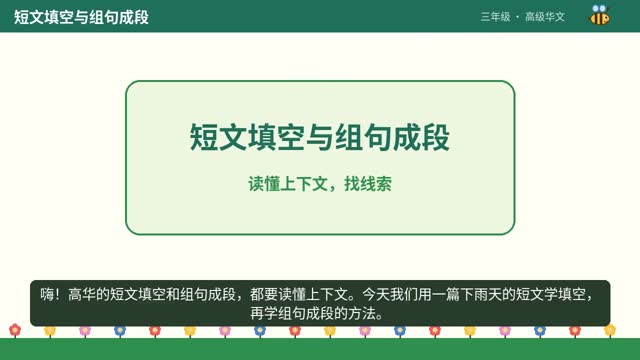 短文填空与组句成段
三年级 · 高级华文
短文填空与组句成段
读懂上下文，找线索
嗨！高华的短文填空和组句成段，都要读懂上下文。今天我们用一篇下雨天的短文学填空，
再学组句成段的方法。